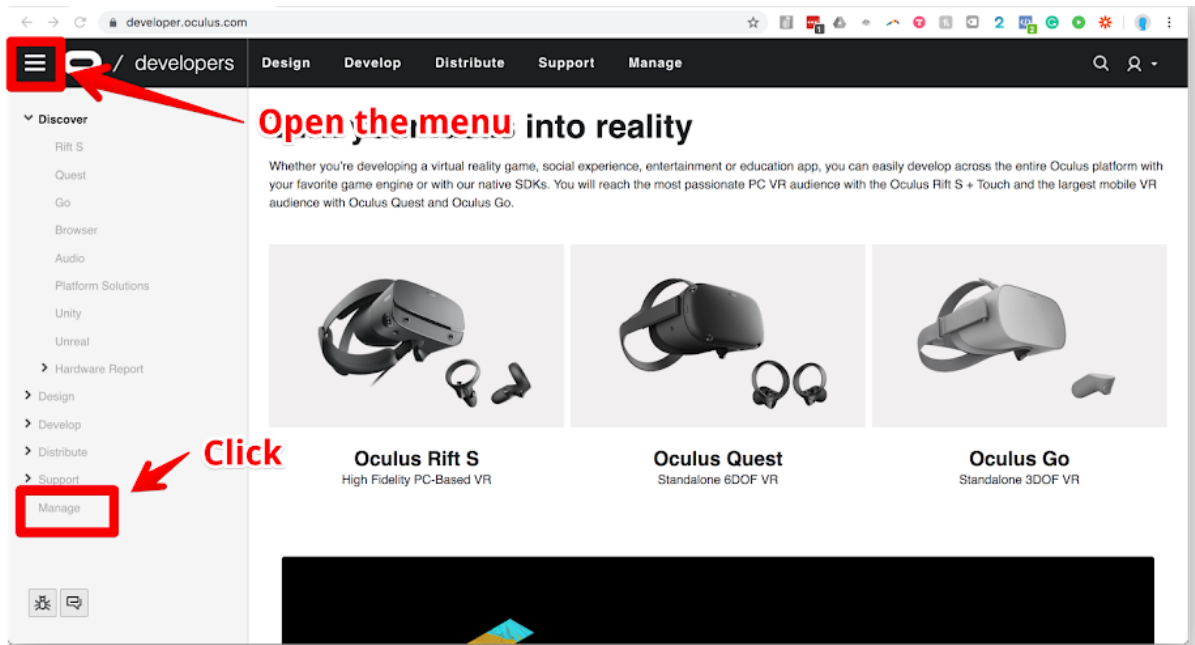 developer.oculus.com
/ developers
Design
Develop
Distribute
Support
Manage
Discover
Rift S
Quest
Go
Browser
Audio
Platform Solutions
Unity
Unreal
Hardware Report
Design
Develop
Distribute
Support
Manage
Open the menu
Click
into reality
Whether you're developing a virtual reality game, social experience, entertainment or education app, you can easily develop across the entire Oculus platform with
your favorite game engine or with our native SDKs. You will reach the most passionate PC VR audience with the Oculus Rift S + Touch and the largest mobile VR
audience with Oculus Quest and Oculus Go.
Oculus Rift S
High Fidelity PC-Based VR
Oculus Quest
Standalone 6DOF VR
Oculus Go
Standalone 3DOF VR